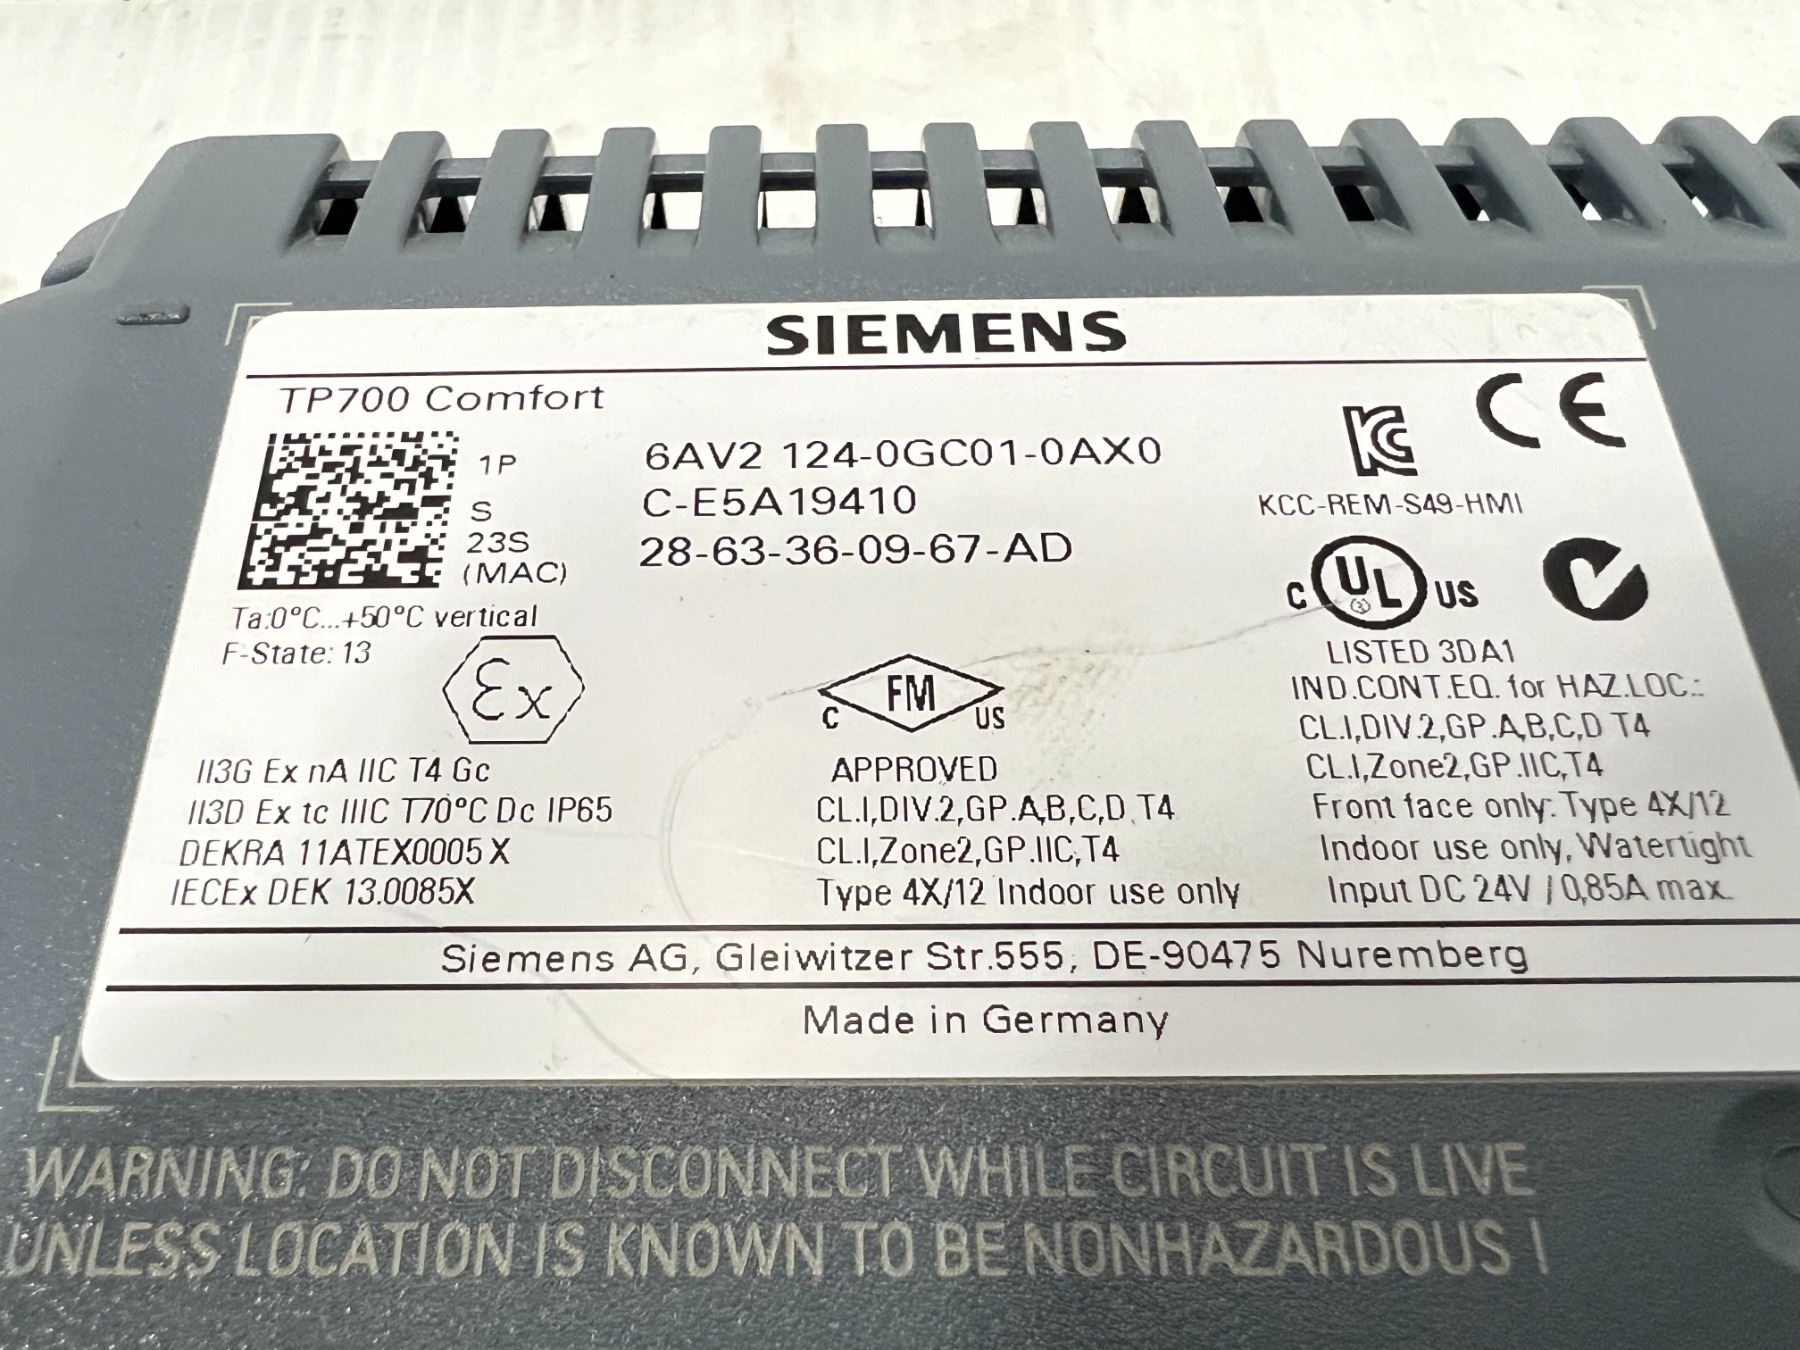 SIEMENS
TP700 Comfort
1P 6AV2 124-0GC01-0AX0
S C-E5A19410
23S 28-63-36-09-67-AD
(MAC)
Ta:0°C...+50°C vertical
F-State: 13
Ex
II3G Ex nA IIC T4 Gc
II3D Ex tc IIIC T70°C Dc IP65
DEKRA 11ATEX0005 X
IECEx DEK 13.0085X
C FM US
APPROVED
CL.I,DIV.2,GP.A,B,C,D T4
CL.I,Zone2,GP.IIC,T4
Type 4X/12 Indoor use only
CE
KCC-REM-S49-HMI
C UL US
LISTED 3DA1
IND.CONT.EQ. for HAZ.LOC.:
CL.I,DIV.2,GP.A,B,C,D T4
CL.I,Zone2,GP.IIC,T4
Front face only: Type 4X/12
Indoor use only, Watertight
Input DC 24V / 0,85A max.
Siemens AG, Gleiwitzer Str.555, DE-90475 Nuremberg
Made in Germany
WARNING: DO NOT DISCONNECT WHILE CIRCUIT IS LIVE
UNLESS LOCATION IS KNOWN TO BE NONHAZARDOUS !